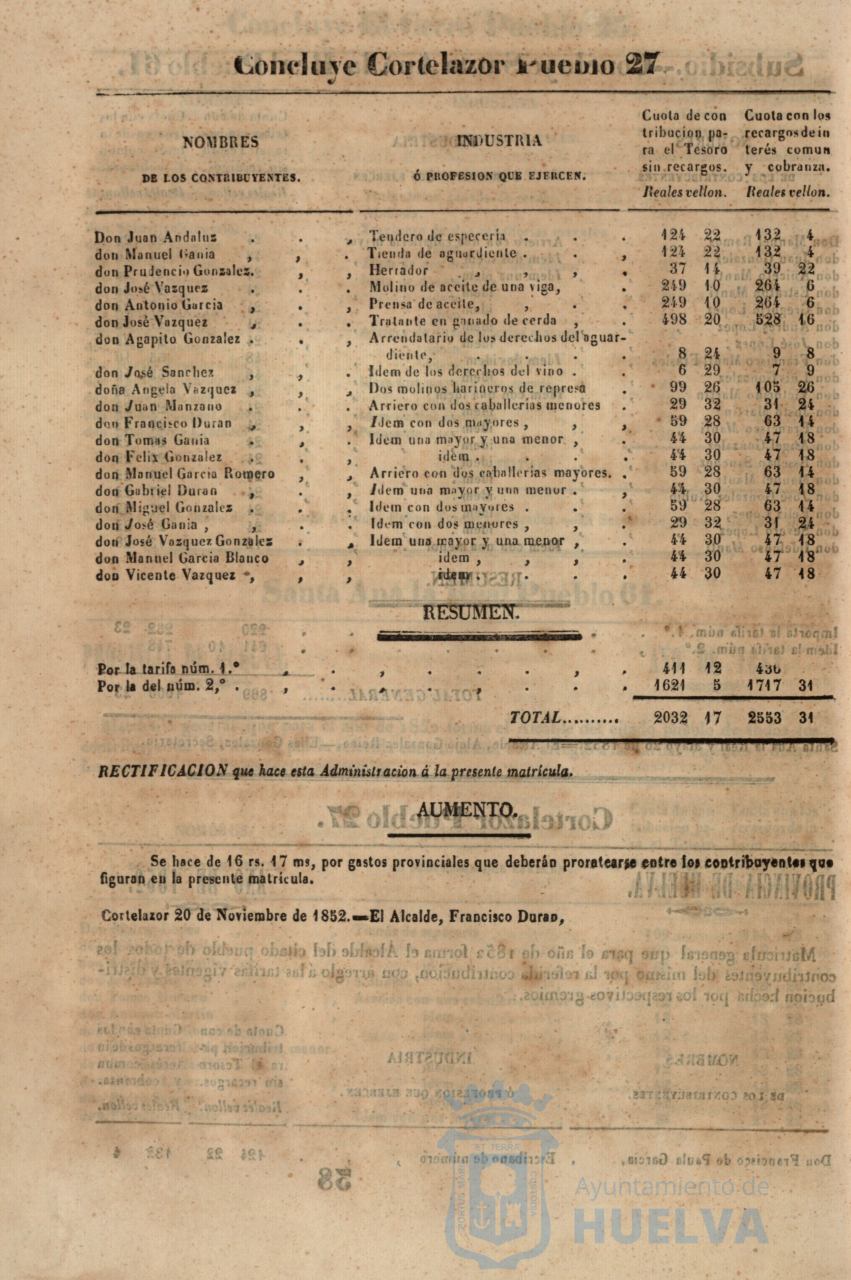 Concluye Cortelazor Pueblo 27
NOMBRES
DE LOS CONTRIBUYENTES.
INDUSTRIA
Ó PROFESION QUE EJERCEN.
Cuota de con
tribucion pa-
ra el Tesoro
sin recargos.
Reales vellon.
Cuota con los
recargos de in
terés comun
y cobranza.
Reales vellon.
Don Juan Andaluz . . , Tendero de especeria . . . 124 22 132 4
don Manuel Gania , , . Tienda de aguardiente . . . 124 22 132 4
don Prudencio Gonzalez. , , Herrador , , , , 37 14 39 22
don José Vazquez . . . Molino de aceite de una viga, . 249 10 264 6
don Antonio Garcia , . . Prensa de aceite, , . . 249 10 264 6
don José Vazquez , . . Tratante en ganado de cerda , . 498 20 528 16
don Agapito Gonzalez . . , Arrendatario de los derechos del aguar-
diente, . . . . 8 24 9 8
don José Sanchez , , . Idem de los derechos del vino . . 6 29 7 9
doña Angela Vazquez , , , Dos molinos harineros de represa . 99 26 105 26
don Juan Manzano . . . Arriero con dos caballerias menores . 29 32 31 24
don Francisco Duran , , . Idem con dos mayores , , , 59 28 63 14
don Tomas Gania , . . Idem una mayor y una menor , . 44 30 47 18
don Felix Gonzalez . . , idem . . . . 44 30 47 18
don Manuel Garcia Romero , , Arriero con dos caballerias mayores. . 59 28 63 14
don Gabriel Duran , . . Idem una mayor y una menor . , 44 30 47 18
don Miguel Gonzalez . . . Idem con dos mayores . . . 59 28 63 14
don José Gania , , . . Idem con dos menores , , . 29 32 31 24
don José Vazquez Gonzalez . , Idem una mayor y una menor , . 44 30 47 18
don Manuel Garcia Blanco , , idem , , , . 44 30 47 18
don Vicente Vazquez , , , idem . . . . 44 30 47 18
RESUMEN.
Por la tarifa núm. 1.° , . , . . , . 411 12 436
Por la del núm. 2,° . , . , . , . . 1621 5 1717 31
TOTAL.......... 2032 17 2553 31
RECTIFICACION que hace esta Administracion á la presente matrícula.
AUMENTO.
Se hace de 16 rs. 17 ms, por gastos provinciales que deberán proratearse entre los contribuyentes que
figuran en la presente matrícula.
Cortelazor 20 de Noviembre de 1852.—El Alcalde, Francisco Duran,
Ayuntamiento de
HUELVA